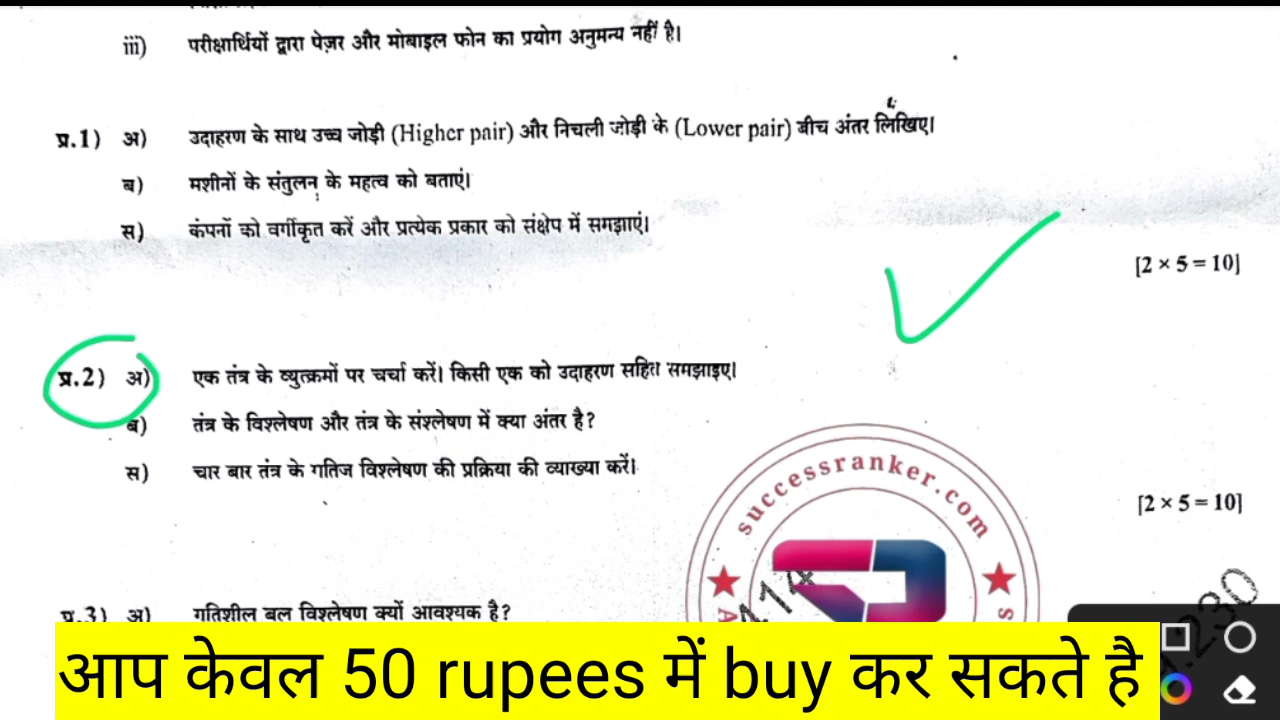 iii) परीक्षार्थियों द्वारा पेज़र और मोबाइल फोन का प्रयोग अनुमन्य नहीं है।
प्र.1) अ) उदाहरण के साथ उच्च जोड़ी (Higher pair) और निचली जोड़ी के (Lower pair) बीच अंतर लिखिए।
ब) मशीनों के संतुलन के महत्व को बताएं।
स) कंपनों को वर्गीकृत करें और प्रत्येक प्रकार को संक्षेप में समझाएं।
[2 × 5 = 10]
प्र.2) अ) एक तंत्र के व्युत्क्रमों पर चर्चा करें। किसी एक को उदाहरण सहित समझाइए।
ब) तंत्र के विश्लेषण और तंत्र के संश्लेषण में क्या अंतर है?
स) चार बार तंत्र के गतिज विश्लेषण की प्रक्रिया की व्याख्या करें।
[2 × 5 = 10]
successranker.com
प्र.3) अ) गतिशील बल विश्लेषण क्यों आवश्यक है?
आप केवल 50 rupees में buy कर सकते है